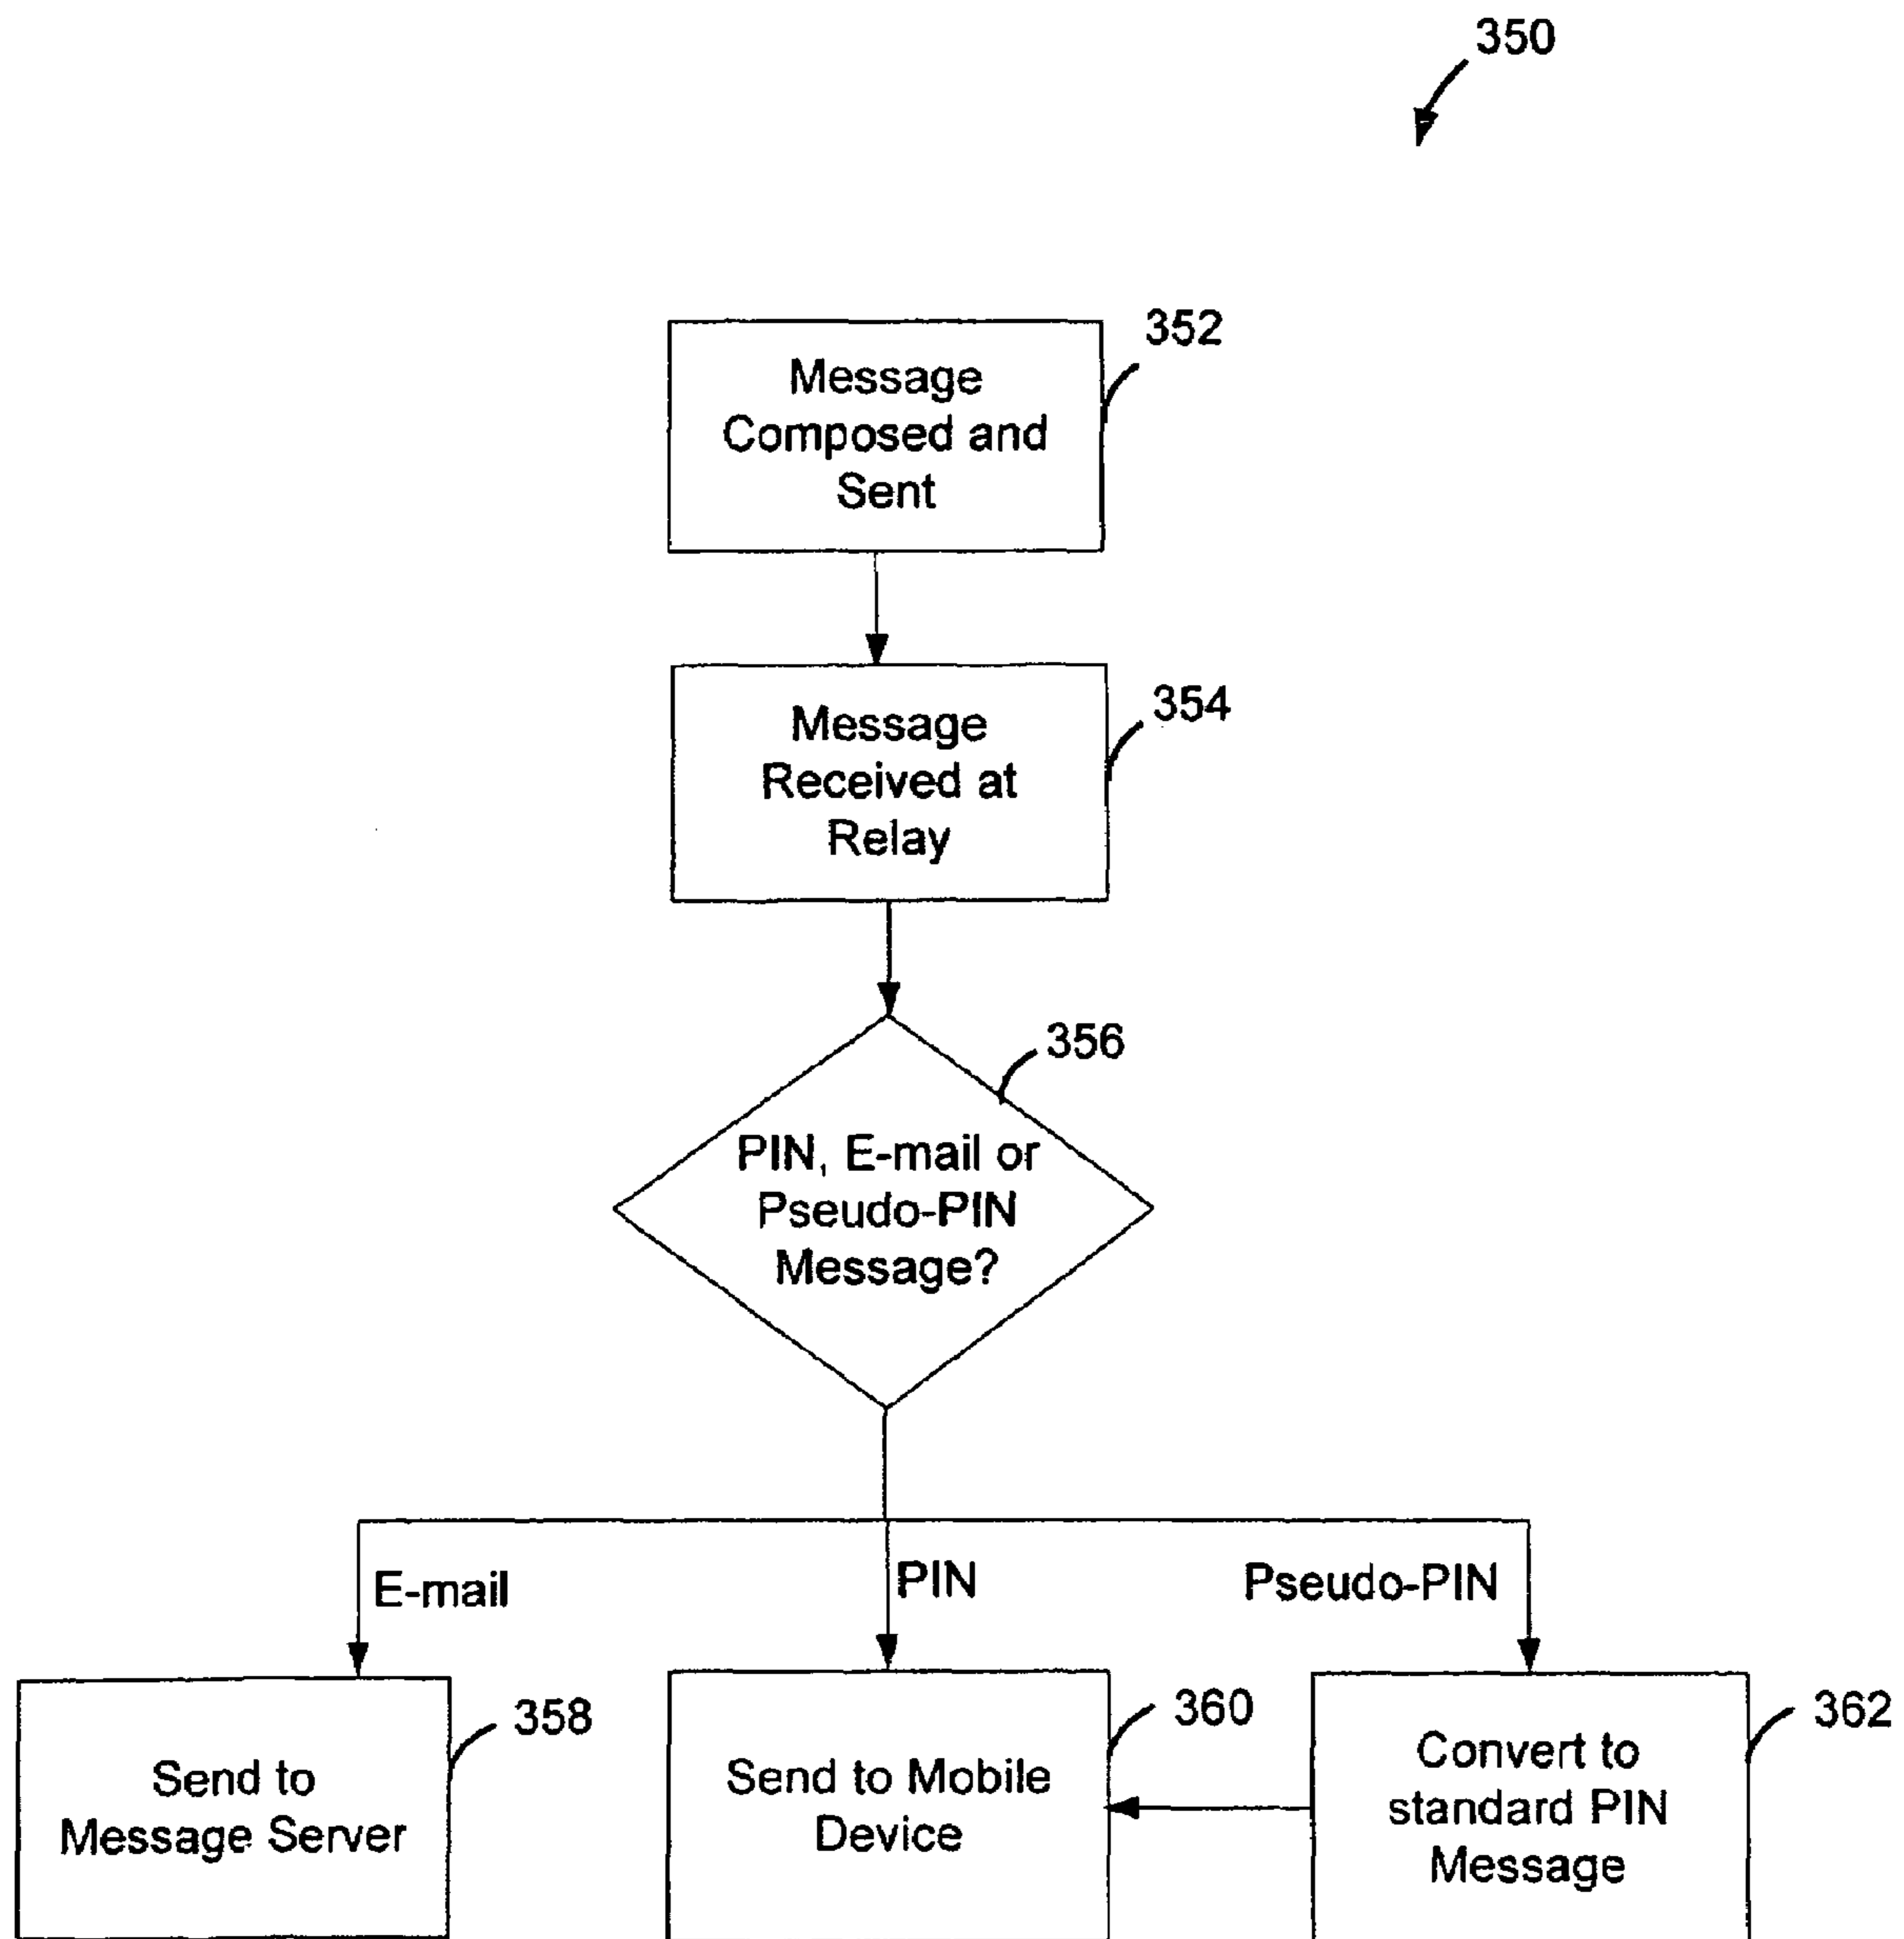 350
352
Message
Composed and
Sent
354
Message
Received at
Relay
356
PIN, E-mail or
Pseudo-PIN
Message?
E-mail
PIN
Pseudo-PIN
358
Send to
Message Server
360
Send to Mobile
Device
362
Convert to
standard PIN
Message